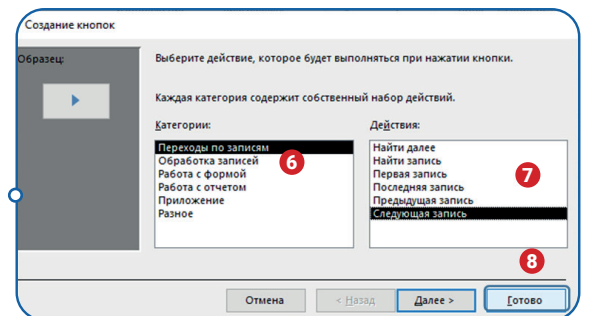 Создание кнопок
Образец:
Выберите действие, которое будет выполняться при нажатии кнопки.
Каждая категория содержит собственный набор действий.
Категории:
Переходы по записям
Обработка записей
Работа с формой
Работа с отчетом
Приложение
Разное
6
Действия:
Найти далее
Найти запись
Первая запись
Последняя запись
Предыдущая запись
Следующая запись
7
8
Отмена
< Назад
Далее >
Готово